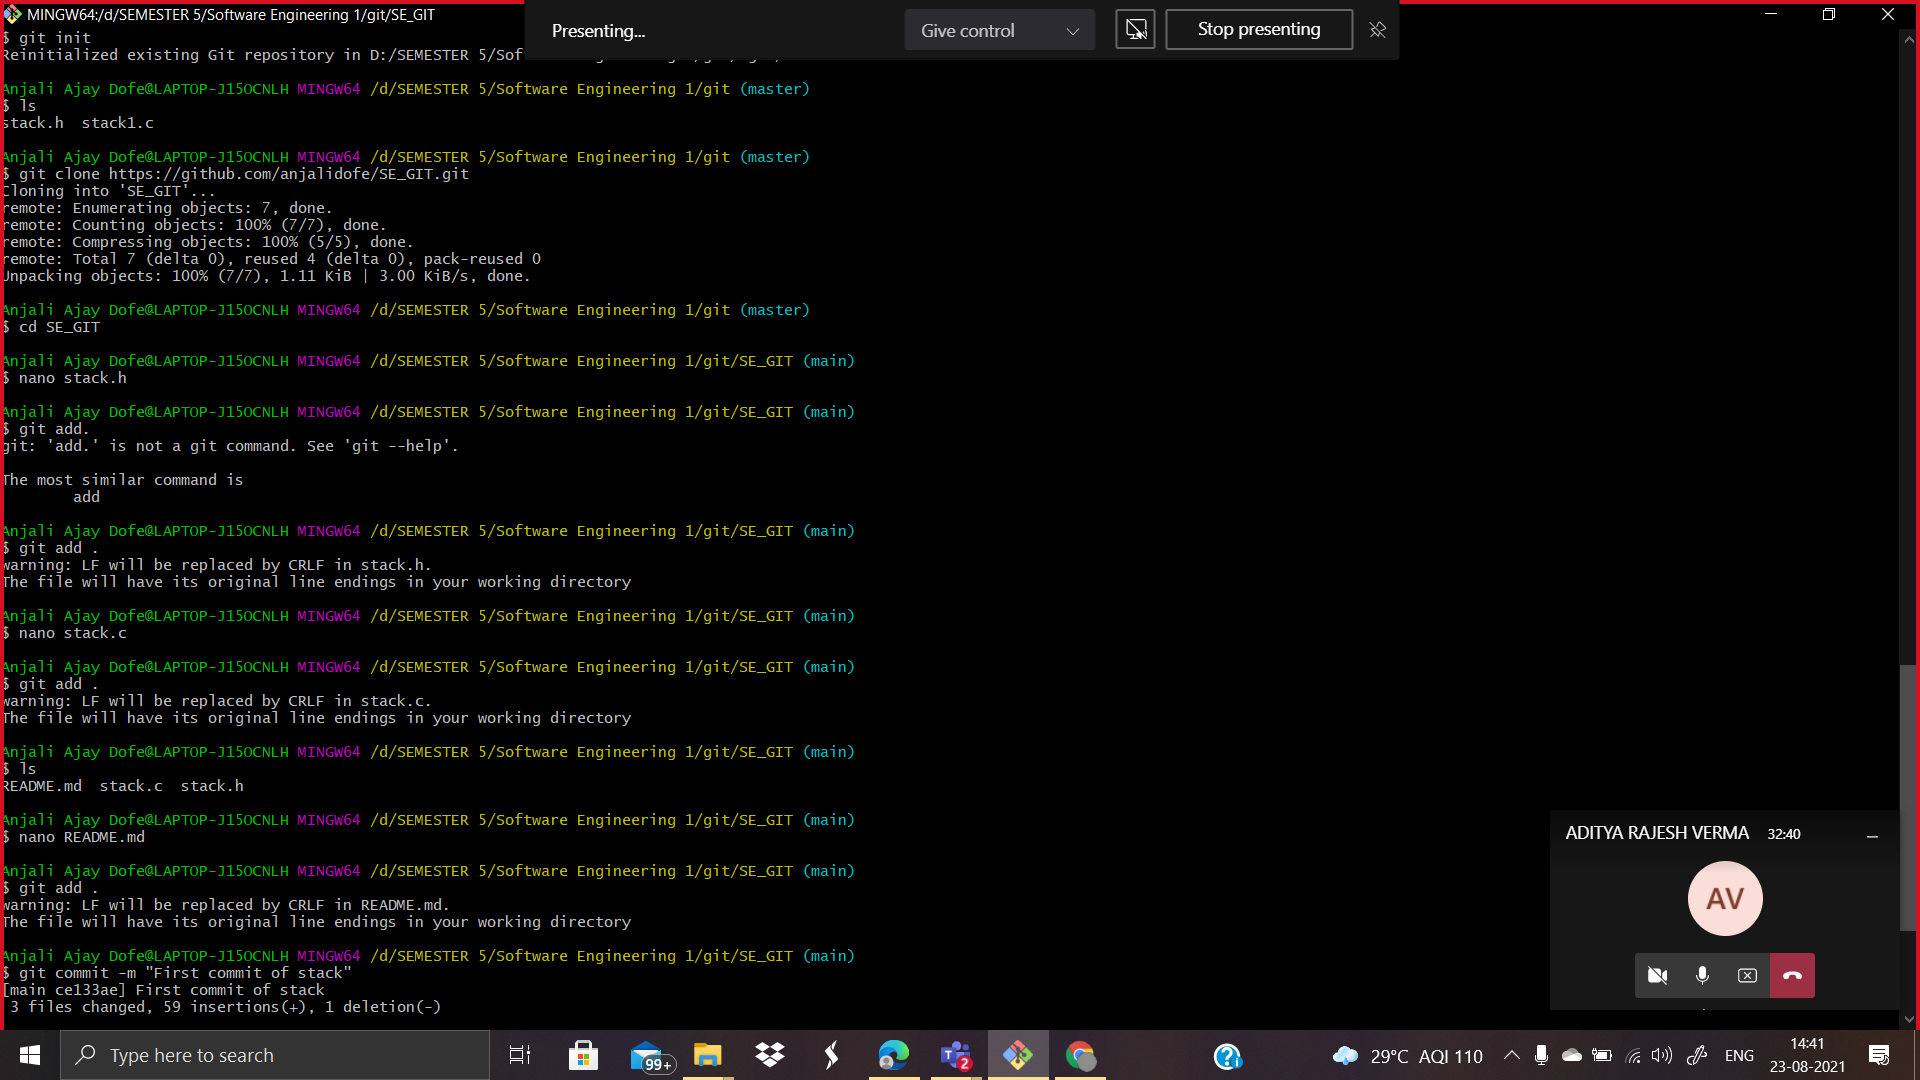 MINGW64:/d/SEMESTER 5/Software Engineering 1/git/SE_GIT
Presenting...
Give control
Stop presenting
$ git init
Reinitialized existing Git repository in D:/SEMESTER 5/Sof
Anjali Ajay Dofe@LAPTOP-J15OCNLH MINGW64 /d/SEMESTER 5/Software Engineering 1/git (master)
$ ls
stack.h  stack1.c
Anjali Ajay Dofe@LAPTOP-J15OCNLH MINGW64 /d/SEMESTER 5/Software Engineering 1/git (master)
$ git clone https://github.com/anjalidofe/SE_GIT.git
Cloning into 'SE_GIT'...
remote: Enumerating objects: 7, done.
remote: Counting objects: 100% (7/7), done.
remote: Compressing objects: 100% (5/5), done.
remote: Total 7 (delta 0), reused 4 (delta 0), pack-reused 0
Unpacking objects: 100% (7/7), 1.11 KiB | 3.00 KiB/s, done.
Anjali Ajay Dofe@LAPTOP-J15OCNLH MINGW64 /d/SEMESTER 5/Software Engineering 1/git (master)
$ cd SE_GIT
Anjali Ajay Dofe@LAPTOP-J15OCNLH MINGW64 /d/SEMESTER 5/Software Engineering 1/git/SE_GIT (main)
$ nano stack.h
Anjali Ajay Dofe@LAPTOP-J15OCNLH MINGW64 /d/SEMESTER 5/Software Engineering 1/git/SE_GIT (main)
$ git add.
git: 'add.' is not a git command. See 'git --help'.
The most similar command is
        add
Anjali Ajay Dofe@LAPTOP-J15OCNLH MINGW64 /d/SEMESTER 5/Software Engineering 1/git/SE_GIT (main)
$ git add .
warning: LF will be replaced by CRLF in stack.h.
The file will have its original line endings in your working directory
Anjali Ajay Dofe@LAPTOP-J15OCNLH MINGW64 /d/SEMESTER 5/Software Engineering 1/git/SE_GIT (main)
$ nano stack.c
Anjali Ajay Dofe@LAPTOP-J15OCNLH MINGW64 /d/SEMESTER 5/Software Engineering 1/git/SE_GIT (main)
$ git add .
warning: LF will be replaced by CRLF in stack.c.
The file will have its original line endings in your working directory
Anjali Ajay Dofe@LAPTOP-J15OCNLH MINGW64 /d/SEMESTER 5/Software Engineering 1/git/SE_GIT (main)
$ ls
README.md  stack.c  stack.h
Anjali Ajay Dofe@LAPTOP-J15OCNLH MINGW64 /d/SEMESTER 5/Software Engineering 1/git/SE_GIT (main)
$ nano README.md
Anjali Ajay Dofe@LAPTOP-J15OCNLH MINGW64 /d/SEMESTER 5/Software Engineering 1/git/SE_GIT (main)
$ git add .
warning: LF will be replaced by CRLF in README.md.
The file will have its original line endings in your working directory
Anjali Ajay Dofe@LAPTOP-J15OCNLH MINGW64 /d/SEMESTER 5/Software Engineering 1/git/SE_GIT (main)
$ git commit -m "First commit of stack"
[main ce133ae] First commit of stack
 3 files changed, 59 insertions(+), 1 deletion(-)
ADITYA RAJESH VERMA 32:40
AV
Type here to search
99+
2
29°C AQI 110
ENG
14:41
23-08-2021